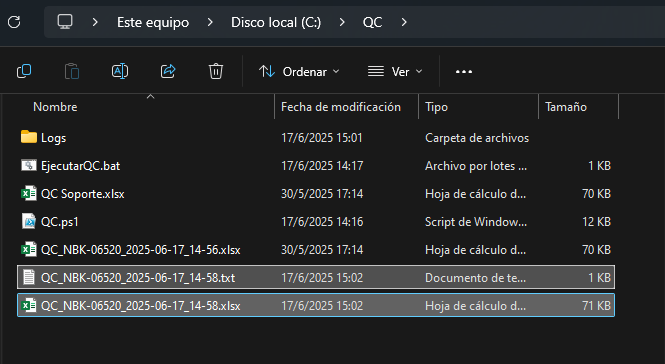 Este equipo > Disco local (C:) > QC >
Ordenar Ver ...
Nombre Fecha de modificación Tipo Tamaño
Logs 17/6/2025 15:01 Carpeta de archivos
EjecutarQC.bat 17/6/2025 14:17 Archivo por lotes ... 1 KB
QC Soporte.xlsx 30/5/2025 17:14 Hoja de cálculo d... 70 KB
QC.ps1 17/6/2025 14:16 Script de Window... 12 KB
QC_NBK-06520_2025-06-17_14-56.xlsx 30/5/2025 17:14 Hoja de cálculo d... 70 KB
QC_NBK-06520_2025-06-17_14-58.txt 17/6/2025 15:02 Documento de te... 1 KB
QC_NBK-06520_2025-06-17_14-58.xlsx 17/6/2025 15:02 Hoja de cálculo d... 71 KB